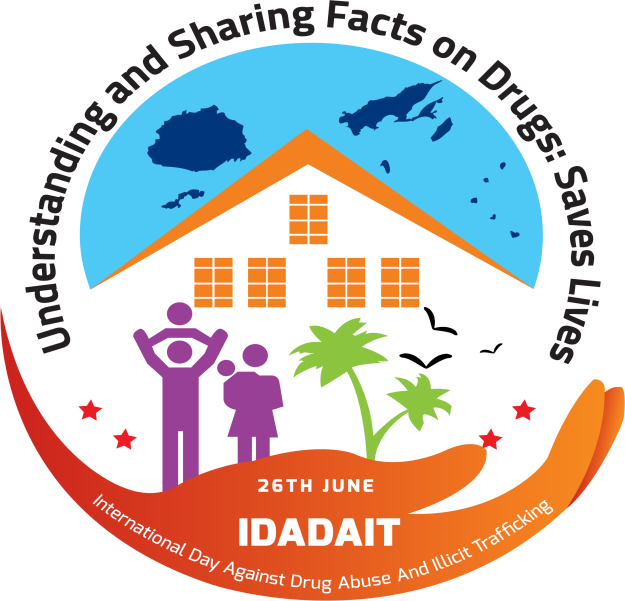 Understanding and Sharing Facts on Drugs: Saves Lives
26TH JUNE
IDADAIT
International Day Against Drug Abuse And Illicit Trafficking